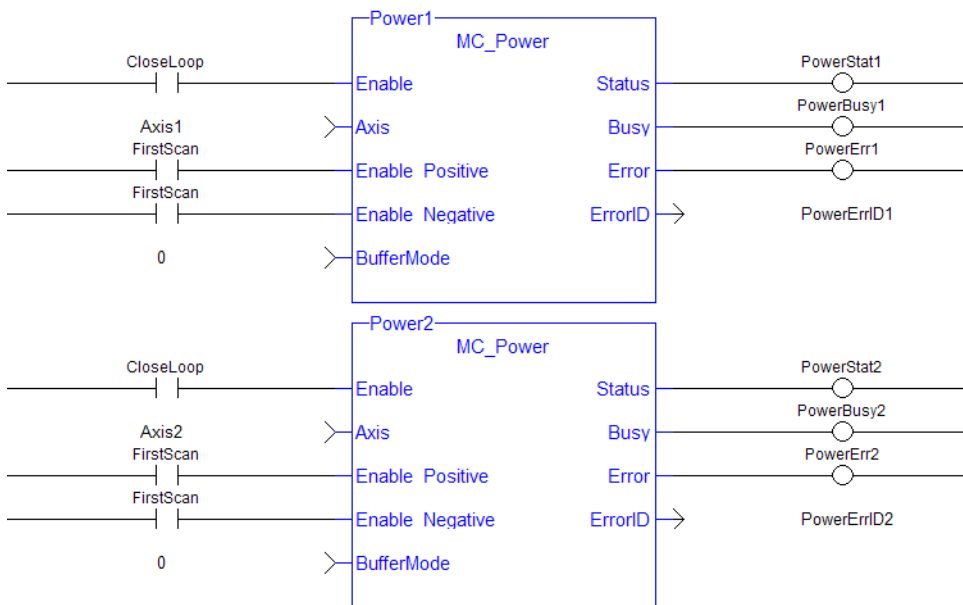 Power1
MC_Power
CloseLoop
Enable
Status
PowerStat1
Axis1
Axis
Busy
PowerBusy1
FirstScan
Enable Positive
Error
PowerErr1
FirstScan
Enable Negative
ErrorID
PowerErrID1
0
BufferMode
Power2
MC_Power
CloseLoop
Enable
Status
PowerStat2
Axis2
Axis
Busy
PowerBusy2
FirstScan
Enable Positive
Error
PowerErr2
FirstScan
Enable Negative
ErrorID
PowerErrID2
0
BufferMode